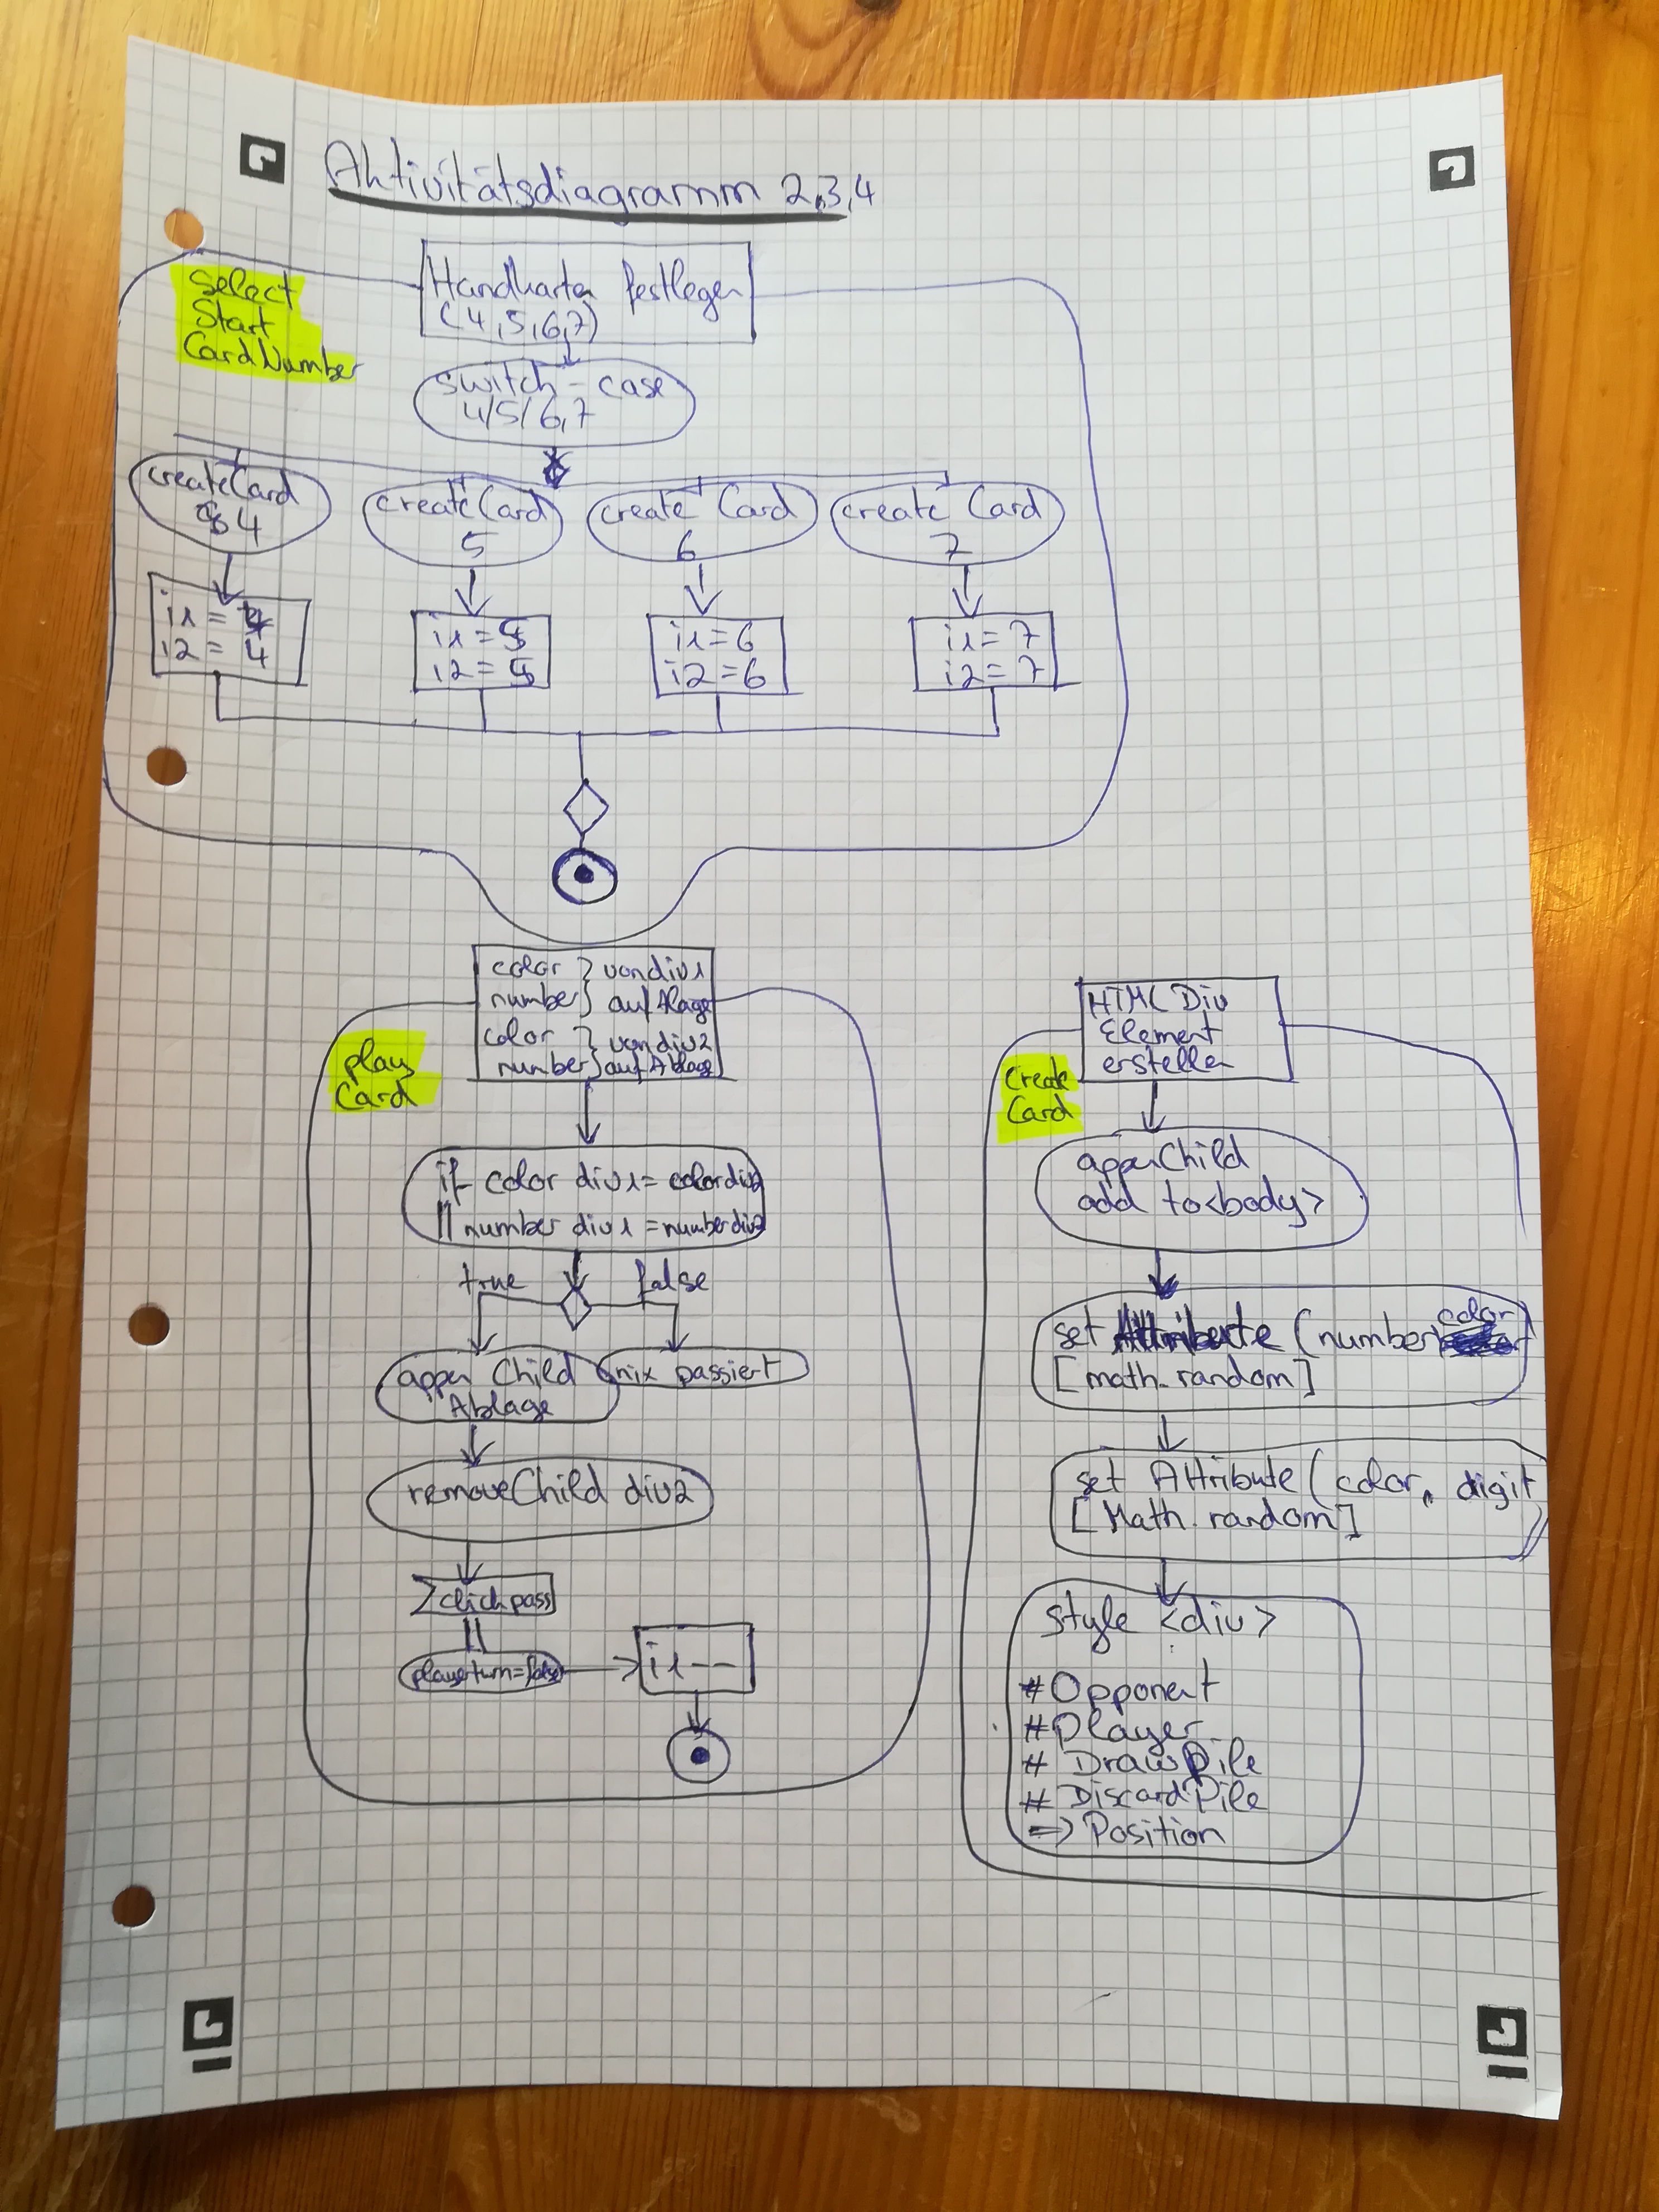 Aktivitätsdiagramm 2,3,4
Select
Start
CardNumber
Handkarten festlegen
(4,5,6,7)
switch-case
4/5/6,7
createCard
4
createCard
5
create Card
6
create Card
7
i1 = 4
i2 = 4
i1 = 5
i2 = 5
i1 = 6
i2 = 6
i1 = 7
i2 = 7
play
Card
color } von div1
number } auf Alage
color } von div2
number } auf Ablage
if color div1 = colordiv2
|| number div1 = numberdiv2
true
false
appen Child
Ablage
nix passiert
removeChild div2
click pass
playerturn=false
i1--
Create
Card
HTML Div
Element
erstellen
appenChild
add to <body>
set Attribute (number color
[math.random]
set Attribute (color, digit
[Math.random]
style <div>
#Opponent
#Player
# DrawPile
# DiscardPile
=> Position